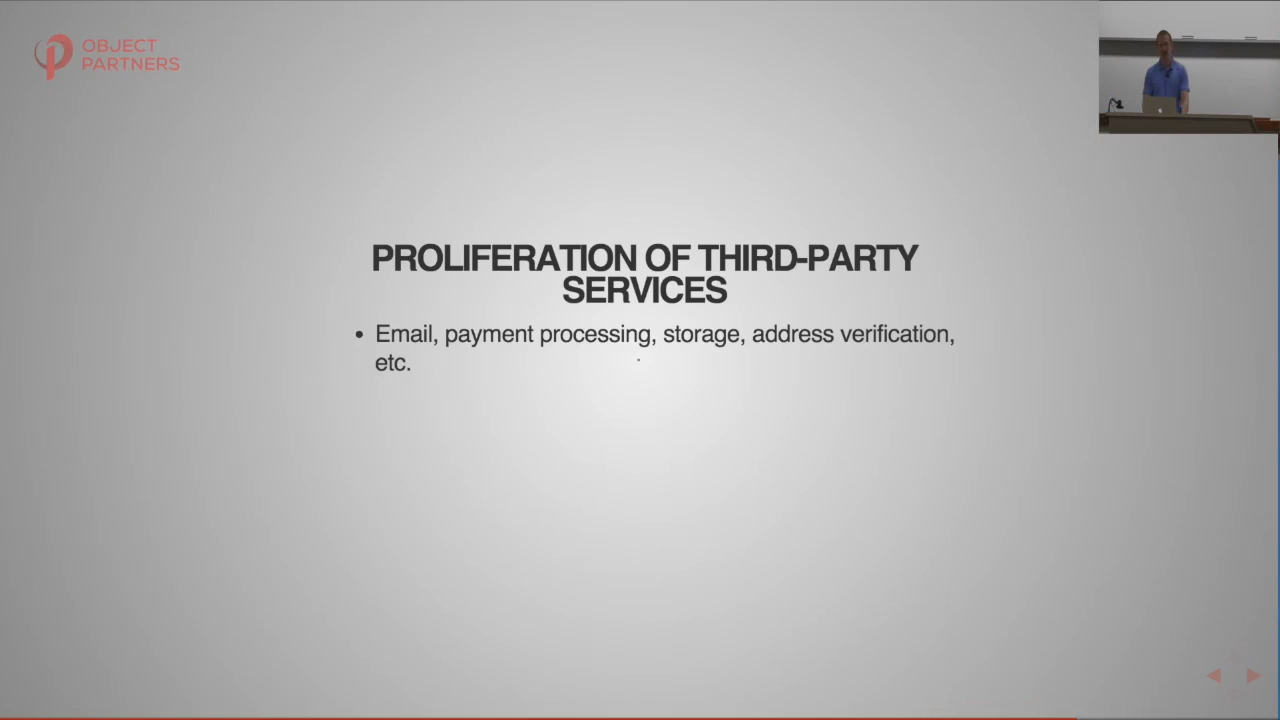 OBJECT
PARTNERS
PROLIFERATION OF THIRD-PARTY
SERVICES
• Email, payment processing, storage, address verification,
etc.